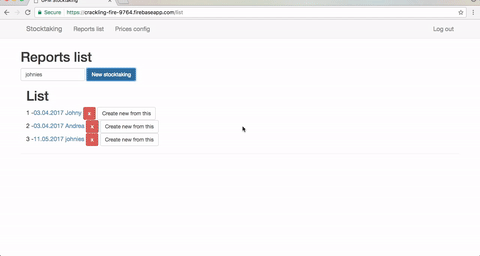 OPM stocktaking
Secure https://crackling-fire-9764.firebaseapp.com/list
Stocktaking Reports list Prices config Log out
Reports list
johnies New stocktaking
List
1 -03.04.2017 Johny x Create new from this
2 -03.04.2017 Andrea x Create new from this
3 -11.05.2017 johnies x Create new from this